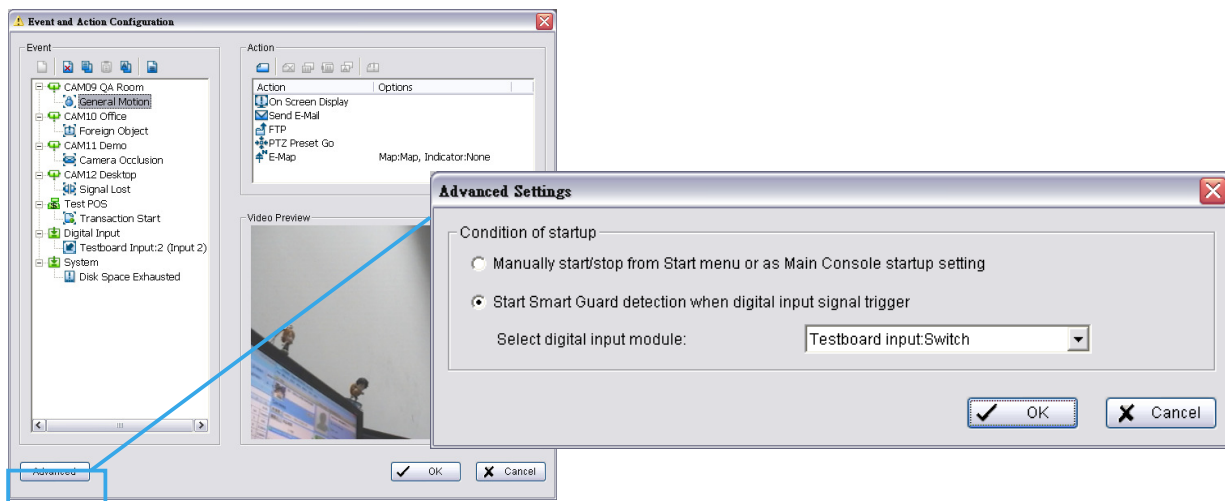 Event and Action Configuration
Event
CAM09 QA Room
General Motion
CAM10 Office
Foreign Object
CAM11 Demo
Camera Occlusion
CAM12 Desktop
Signal Lost
Test POS
Transaction Start
Digital Input
Testboard Input:2 (Input 2)
System
Disk Space Exhausted
Advanced
Action
Action Options
On Screen Display
Send E-Mail
FTP
PTZ Preset Go
E-Map Map:Map, Indicator:None
Video Preview
OK Cancel
Advanced Settings
Condition of startup
Manually start/stop from Start menu or as Main Console startup setting
Start Smart Guard detection when digital input signal trigger
Select digital input module: Testboard input:Switch
OK Cancel